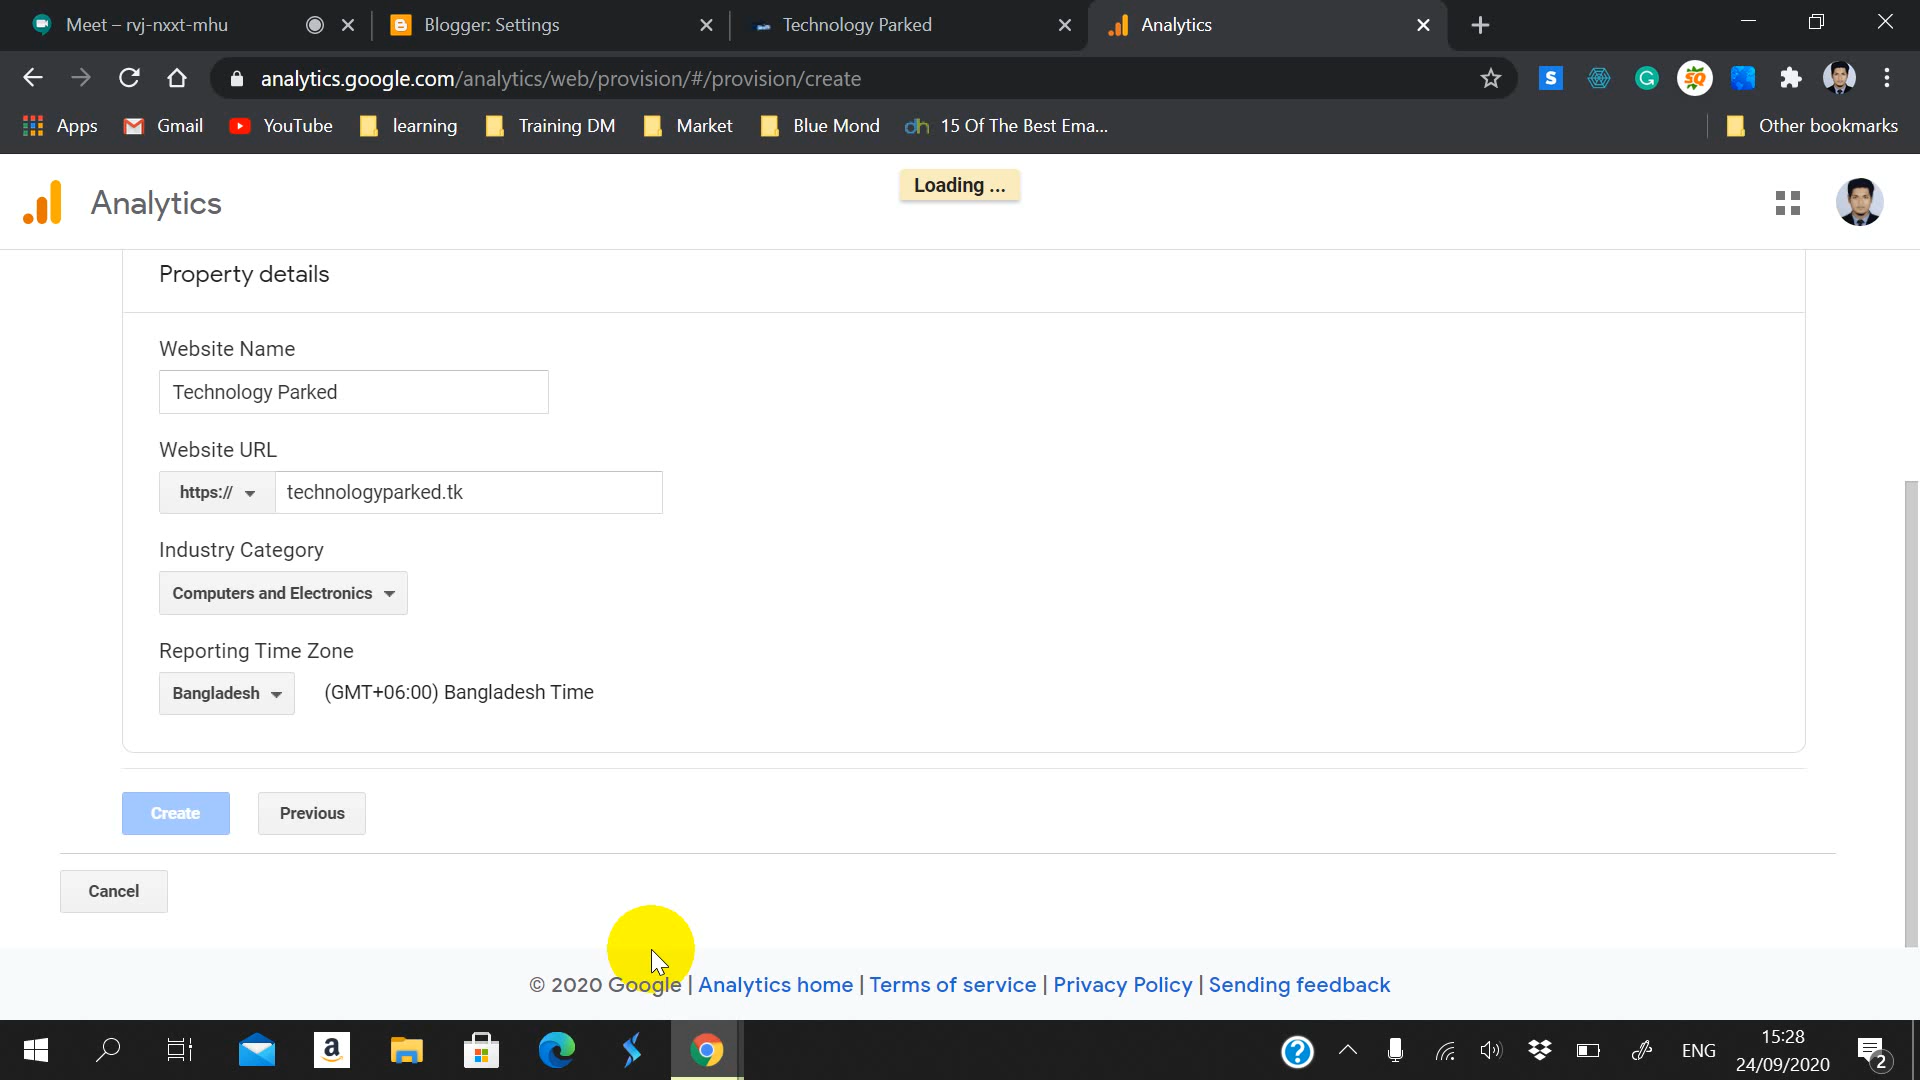 Meet – rvj-nxxt-mhu
Blogger: Settings
Technology Parked
Analytics
analytics.google.com/analytics/web/provision/#/provision/create
Apps
Gmail
YouTube
learning
Training DM
Market
Blue Mond
dh 15 Of The Best Ema...
Other bookmarks
Analytics
Loading ...
Property details
Website Name
Technology Parked
Website URL
https:// technologyparked.tk
Industry Category
Computers and Electronics
Reporting Time Zone
Bangladesh (GMT+06:00) Bangladesh Time
Create Previous
Cancel
© 2020 Google | Analytics home | Terms of service | Privacy Policy | Sending feedback
ENG
15:28
24/09/2020
2